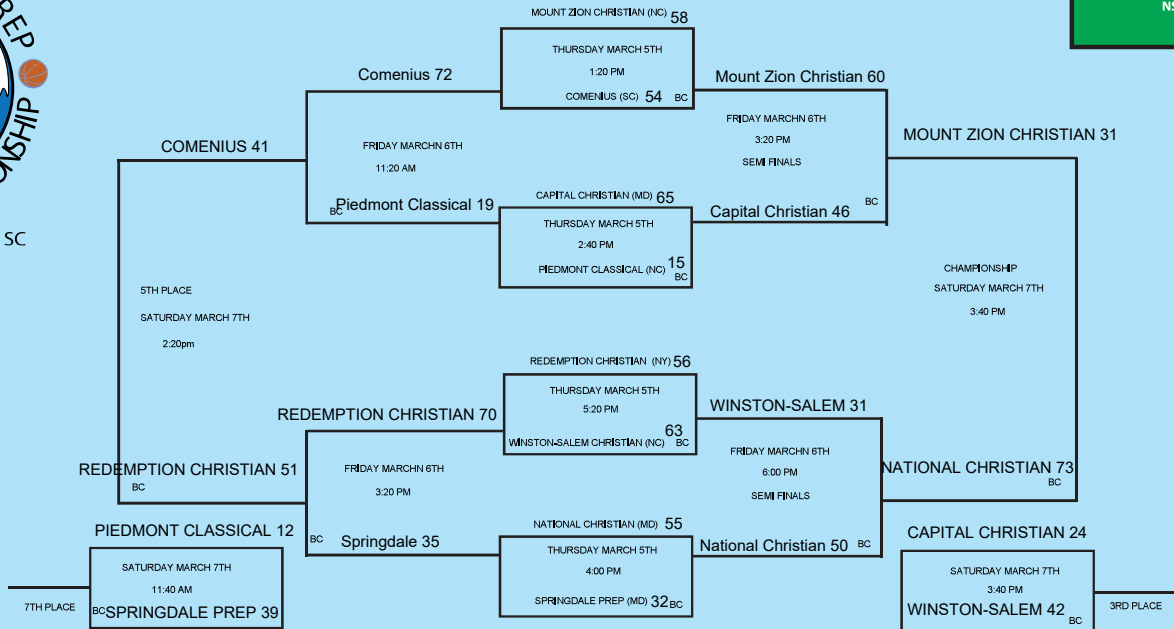 NS
REP
ONSHIP
SC
MOUNT ZION CHRISTIAN (NC) 58
THURSDAY MARCH 5TH
1:20 PM
COMENIUS (SC) 54 BC
Comenius 72
Mount Zion Christian 60
COMENIUS 41
FRIDAY MARCHN 6TH
11:20 AM
FRIDAY MARCHN 6TH
3:20 PM
SEMI FINALS
MOUNT ZION CHRISTIAN 31
BC
Piedmont Classical 19
CAPITAL CHRISTIAN (MD) 65
THURSDAY MARCH 5TH
2:40 PM
PIEDMONT CLASSICAL (NC) 15
BC
Capital Christian 46
BC
5TH PLACE
SATURDAY MARCH 7TH
2:20pm
CHAMPIONSHIP
SATURDAY MARCH 7TH
3:40 PM
REDEMPTION CHRISTIAN (NY) 56
THURSDAY MARCH 5TH
5:20 PM
WINSTON-SALEM CHRISTIAN (NC) 63
BC
REDEMPTION CHRISTIAN 70
WINSTON-SALEM 31
REDEMPTION CHRISTIAN 51
BC
FRIDAY MARCHN 6TH
3:20 PM
FRIDAY MARCHN 6TH
6:00 PM
SEMI FINALS
NATIONAL CHRISTIAN 73
BC
BC
Springdale 35
NATIONAL CHRISTIAN (MD) 55
THURSDAY MARCH 5TH
4:00 PM
SPRINGDALE PREP (MD) 32 BC
National Christian 50 BC
PIEDMONT CLASSICAL 12
SATURDAY MARCH 7TH
11:40 AM
BC SPRINGDALE PREP 39
7TH PLACE
CAPITAL CHRISTIAN 24
SATURDAY MARCH 7TH
3:40 PM
WINSTON-SALEM 42
BC
3RD PLACE